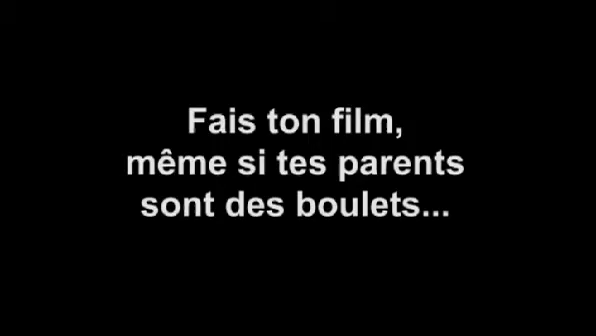 Fais ton film,
même si tes parents
sont des boulets...